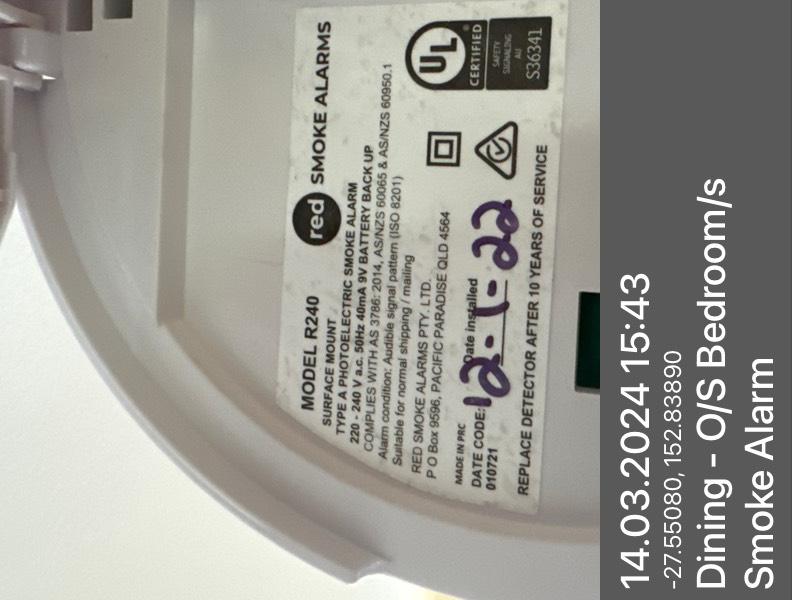 red SMOKE ALARMS
MODEL R240
SURFACE MOUNT
TYPE A PHOTOELECTRIC SMOKE ALARM
220 - 240 V a.c. 50Hz 40mA 9V BATTERY BACK UP
COMPLIES WITH AS 3786: 2014, AS/NZS 60065 & AS/NZS 60950.1
Alarm condition: Audible signal pattern (ISO 8201)
Suitable for normal shipping / mailing
RED SMOKE ALARMS PTY. LTD.
P O Box 9596, PACIFIC PARADISE QLD 4564
MADE IN PRC
DATE CODE:
010721
Date installed
12-1-22
REPLACE DETECTOR AFTER 10 YEARS OF SERVICE
UL
®
CERTIFIED
SAFETY
SIGNALING
AU
S36341
14.03.2024 15:43
-27.55080, 152.83890
Dining - O/S Bedroom/s
Smoke Alarm